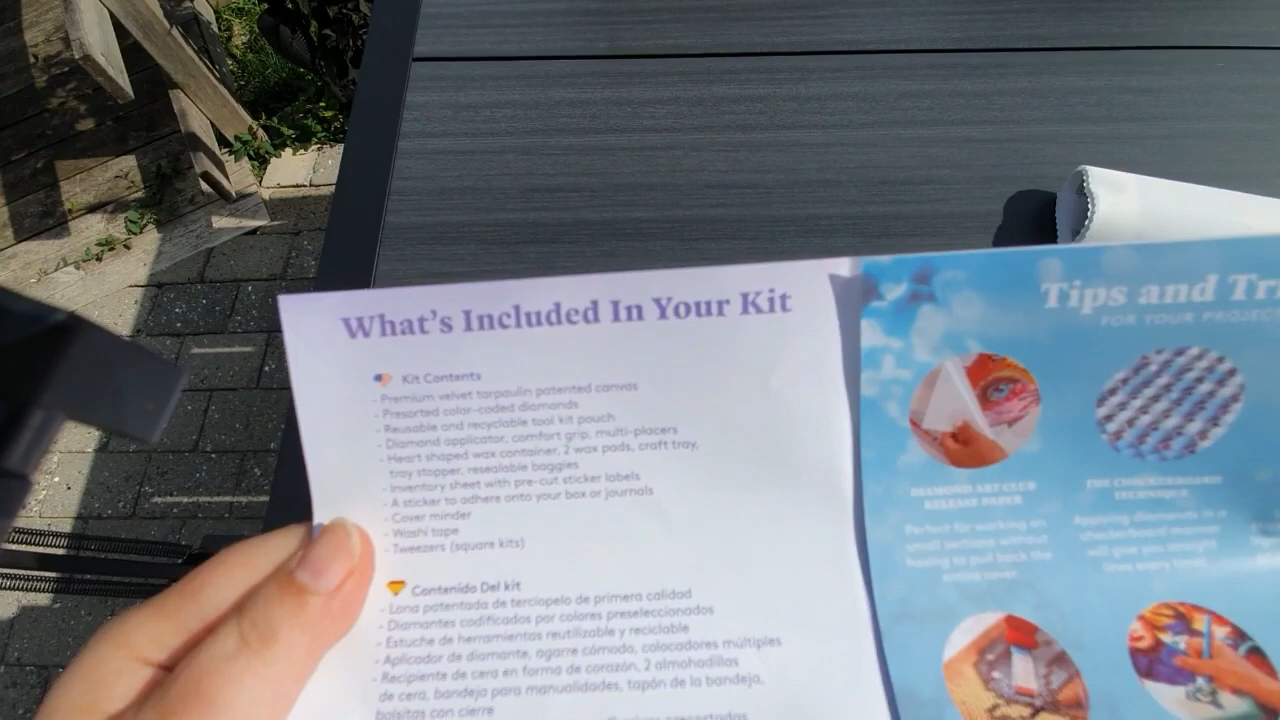 What's Included In Your Kit
Kit Contents
- Premium velvet tarpaulin patented canvas
- Presorted color-coded diamonds
- Reusable and recyclable tool kit pouch
- Diamond applicator, comfort grip, multi-placers
- Heart shaped wax container, 2 wax pads, craft tray,
tray stopper, resealable baggies
- Inventory sheet with pre-cut sticker labels
- A sticker to adhere onto your box or journals
- Cover minder
- Washi tape
- Tweezers (square kits)
Contenido Del kit
- Lona patentada de terciopelo de primera calidad
- Diamantes codificados por colores preseleccionados
- Estuche de herramientas reutilizable y reciclable
- Aplicador de diamante, agarre cómodo, colocadores múltiples
- Recipiente de cera en forma de corazón, 2 almohadillas
de cera, bandeja para manualidades, tapón de la bandeja,
bolsitas con cierre
Tips and Tri
FOR YOUR PROJEC
DIAMOND ART CLUB
RELEASE PAPER
Perfect for working on
small sections without
having to pull back the
entire cover.
THE CHECKERBOARD
TECHNIQUE
Applying diamonds in a
checkerboard manner
will give you straight
lines every time.